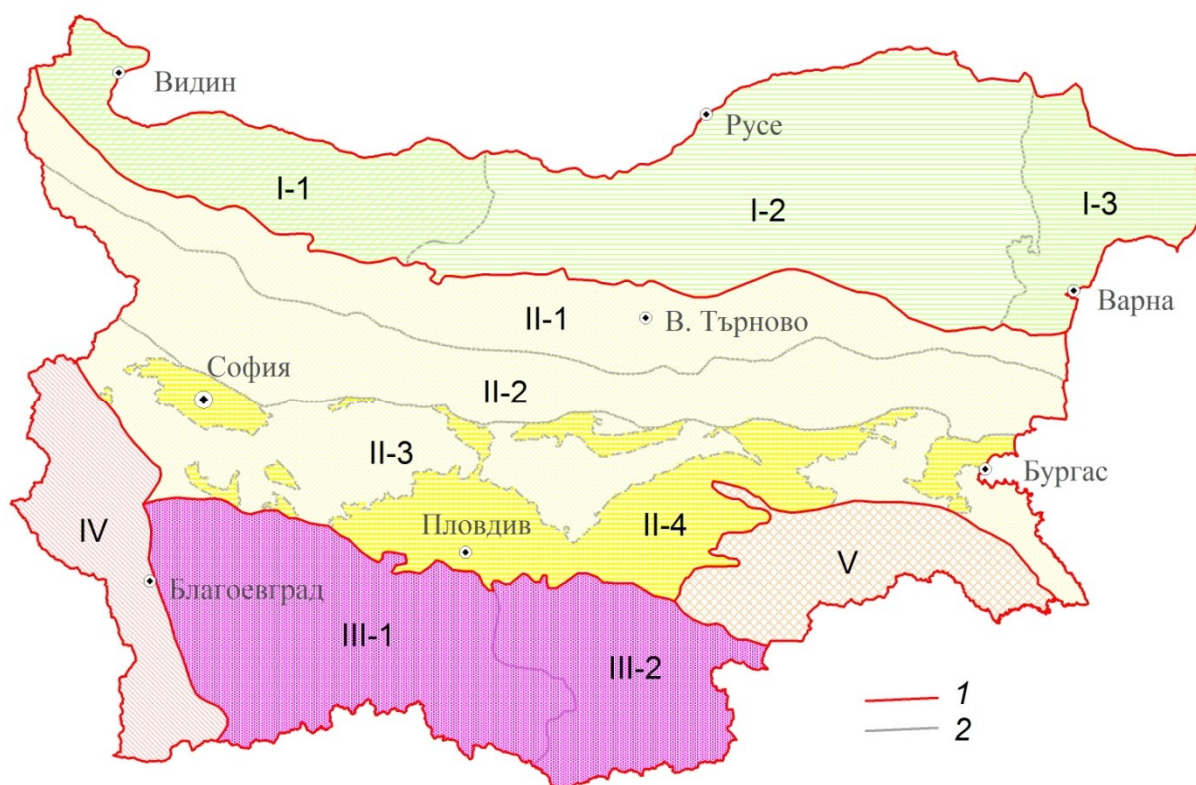 Видин
Русе
I-1
I-2
I-3
Варна
II-1
В. Търново
София
II-2
II-3
Бургас
Пловдив
II-4
IV
V
Благоевград
III-1
III-2
1
2